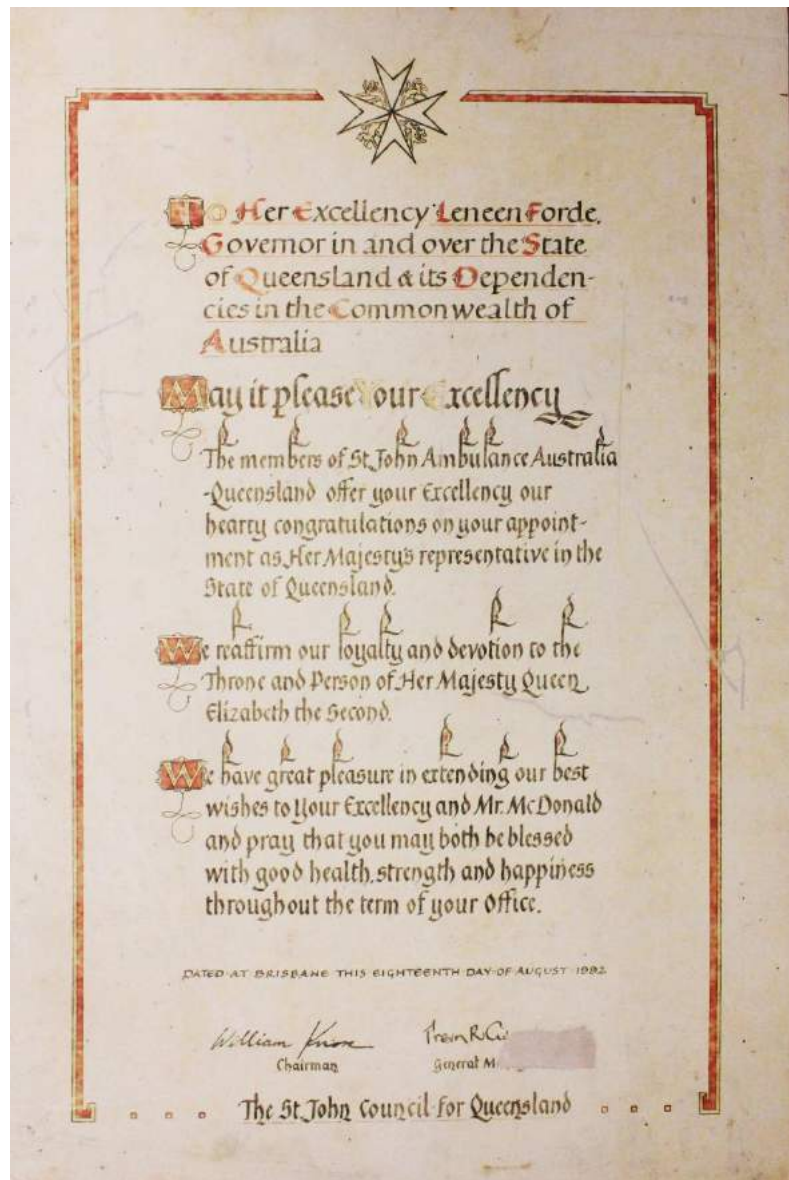 To Her Excellency Leneen Forde,
Governor in and over the State
of Queensland & its Dependen-
cies in the Commonwealth of
Australia
May it please Your Excellency
The members of St. John Ambulance Australia
-Queensland offer your Excellency our
hearty congratulations on your appoint-
ment as Her Majesty's representative in the
State of Queensland.
We reaffirm our loyalty and devotion to the
Throne and Person of Her Majesty Queen
Elizabeth the Second.
We have great pleasure in extending our best
wishes to Your Excellency and Mr. McDonald
and pray that you may both be blessed
with good health, strength and happiness
throughout the term of your Office.
DATED AT BRISBANE THIS EIGHTEENTH DAY OF AUGUST 1992
William Knox
Chairman General
The St. John Council for Queensland